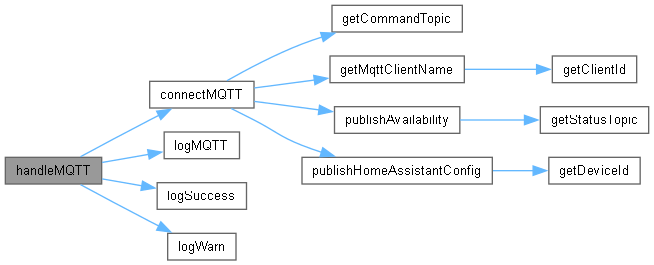 handleMQTT
connectMQTT
logMQTT
logSuccess
logWarn
getCommandTopic
getMqttClientName
publishAvailability
publishHomeAssistantConfig
getClientId
getStatusTopic
getDeviceId